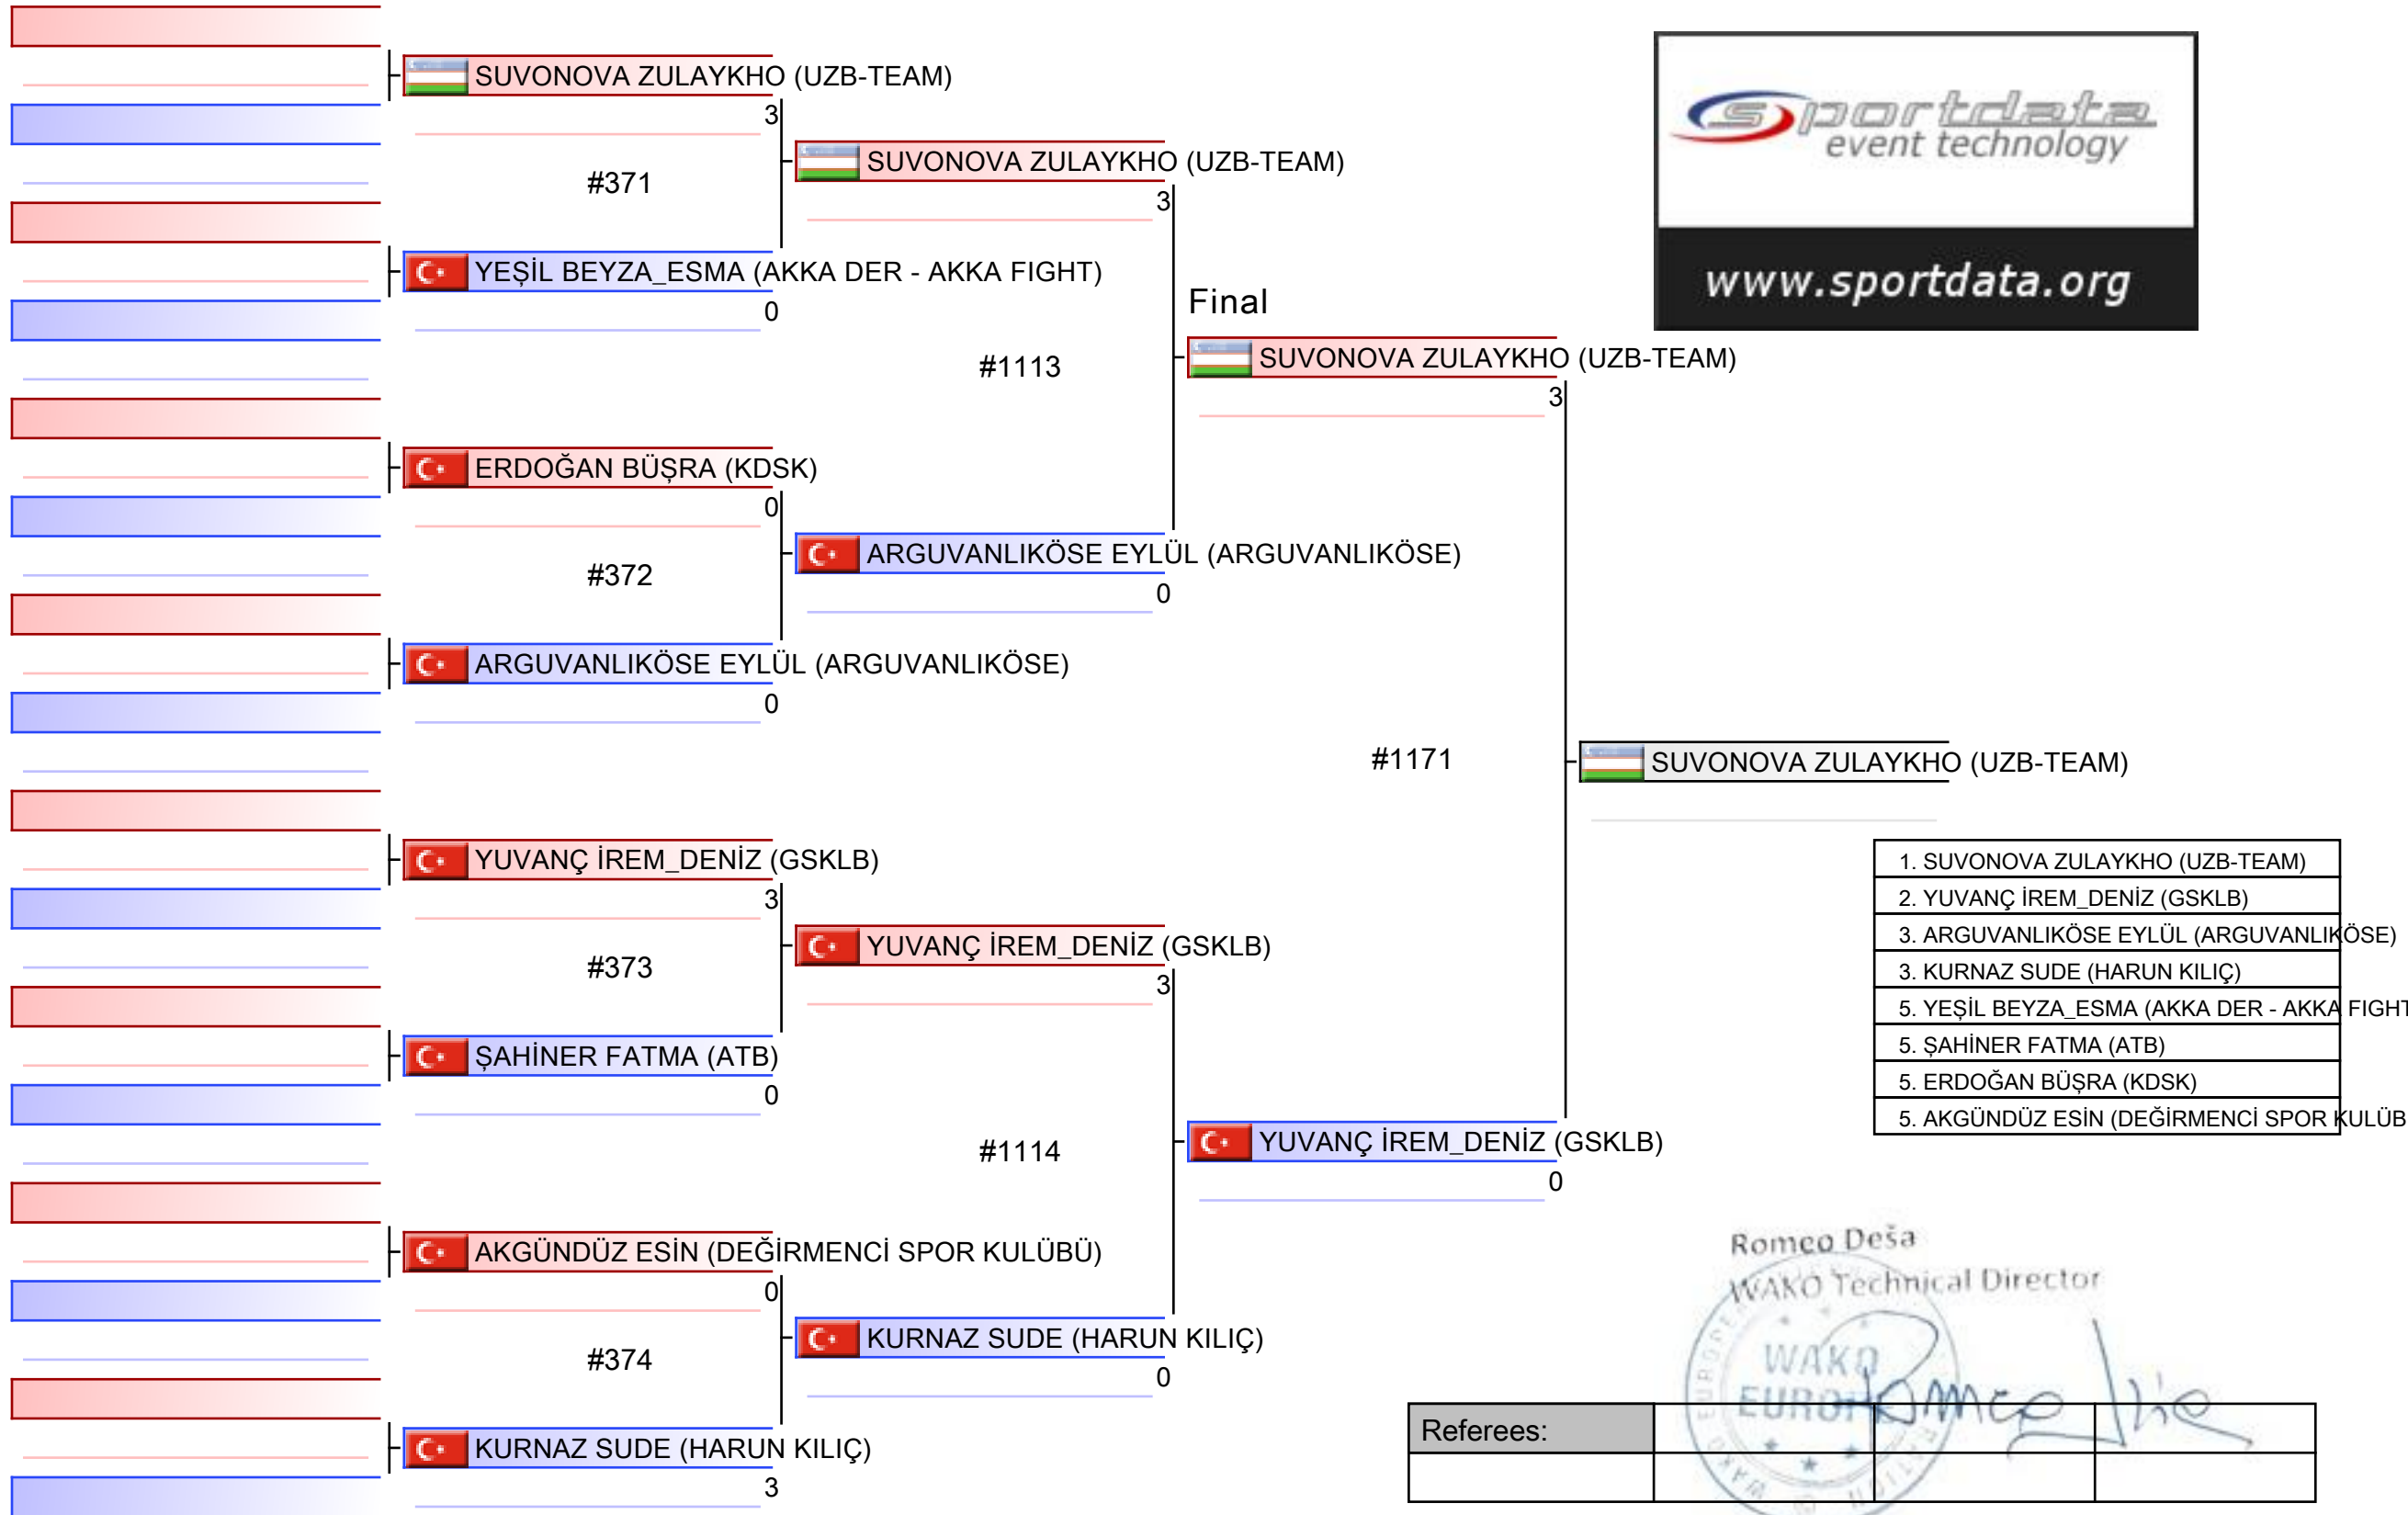 SUVONOVA ZULAYKHO (UZB-TEAM)
3
#371
YEŞİL BEYZA_ESMA (AKKA DER - AKKA FIGHT)
0
ERDOĞAN BÜŞRA (KDSK)
0
#372
ARGUVANLIKÖSE EYLÜL (ARGUVANLIKÖSE)
0
YUVANÇ İREM_DENİZ (GSKLB)
3
#373
ŞAHİNER FATMA (ATB)
0
AKGÜNDÜZ ESİN (DEĞİRMENCİ SPOR KULÜBÜ)
0
#374
KURNAZ SUDE (HARUN KILIÇ)
3
SUVONOVA ZULAYKHO (UZB-TEAM)
3
#1113
ARGUVANLIKÖSE EYLÜL (ARGUVANLIKÖSE)
0
YUVANÇ İREM_DENİZ (GSKLB)
3
#1114
KURNAZ SUDE (HARUN KILIÇ)
0
Final
SUVONOVA ZULAYKHO (UZB-TEAM)
3
#1171
YUVANÇ İREM_DENİZ (GSKLB)
0
SUVONOVA ZULAYKHO (UZB-TEAM)
sportdata
event technology
www.sportdata.org
1. SUVONOVA ZULAYKHO (UZB-TEAM)
2. YUVANÇ İREM_DENİZ (GSKLB)
3. ARGUVANLIKÖSE EYLÜL (ARGUVANLIKÖSE)
3. KURNAZ SUDE (HARUN KILIÇ)
5. YEŞİL BEYZA_ESMA (AKKA DER - AKKA FIGHT
5. ŞAHİNER FATMA (ATB)
5. ERDOĞAN BÜŞRA (KDSK)
5. AKGÜNDÜZ ESİN (DEĞİRMENCİ SPOR KULÜB
Romeo Deša
WAKO Technical Director
WAKO
EUROPE
Referees: